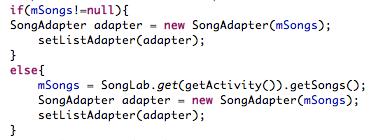 if(mSongs!=null){
SongAdapter adapter = new SongAdapter(mSongs);
    setListAdapter(adapter);
}
else{
    mSongs = SongLab.get(getActivity()).getSongs();
    SongAdapter adapter = new SongAdapter(mSongs);
    setListAdapter(adapter);
}